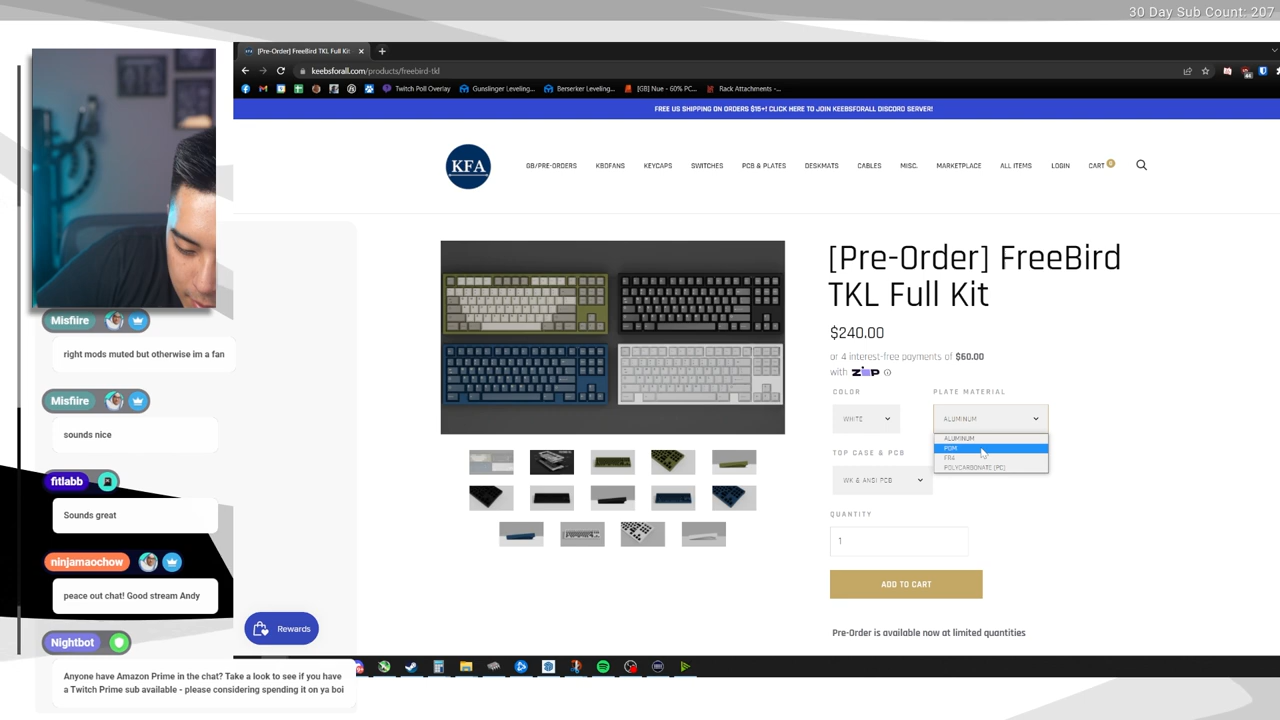 30 Day Sub Count: 207
[Pre-Order] FreeBird TKL Full Kit
keebsforall.com/products/freebird-tkl
Twitch Poll Overlay
Gunslinger Leveling...
Berserker Leveling...
[GB] Nue - 60% PC...
Rack Attachments -...
FREE US SHIPPING ON ORDERS $15+! CLICK HERE TO JOIN KEEBSFORALL DISCORD SERVER!
KFA
GB/PRE-ORDERS
KBDFANS
KEYCAPS
SWITCHES
PCB & PLATES
DESKMATS
CABLES
MISC.
MARKETPLACE
ALL ITEMS
LOGIN
CART 0
[Pre-Order] FreeBird
TKL Full Kit
$240.00
or 4 interest-free payments of $60.00
with zip
COLOR
PLATE MATERIAL
WHITE
ALUMINUM
ALUMINUM
POM
FR4
POLYCARBONATE (PC)
TOP CASE & PCB
WK & ANSI PCB
QUANTITY
1
ADD TO CART
Pre-Order is available now at limited quantities
Rewards
Misfiire
right mods muted but otherwise im a fan
Misfiire
sounds nice
fitlabb
Sounds great
ninjamaochow
peace out chat! Good stream Andy
Nightbot
Anyone have Amazon Prime in the chat? Take a look to see if you have
a Twitch Prime sub available - please considering spending it on ya boi